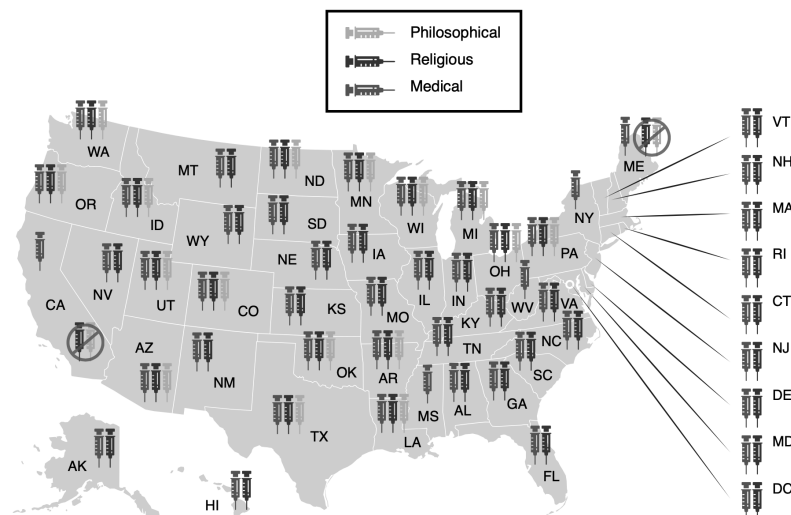 Philosophical
Religious
Medical
WA
MT
ND
MN
ME
VT
NH
OR
ID
SD
WI
MI
NY
MA
WY
NE
IA
OH
PA
RI
CA
NV
UT
CO
KS
MO
IL
IN
KY
WV
VA
CT
AZ
NM
OK
AR
TN
NC
SC
NJ
TX
LA
MS
AL
GA
DE
AK
HI
FL
MD
DC